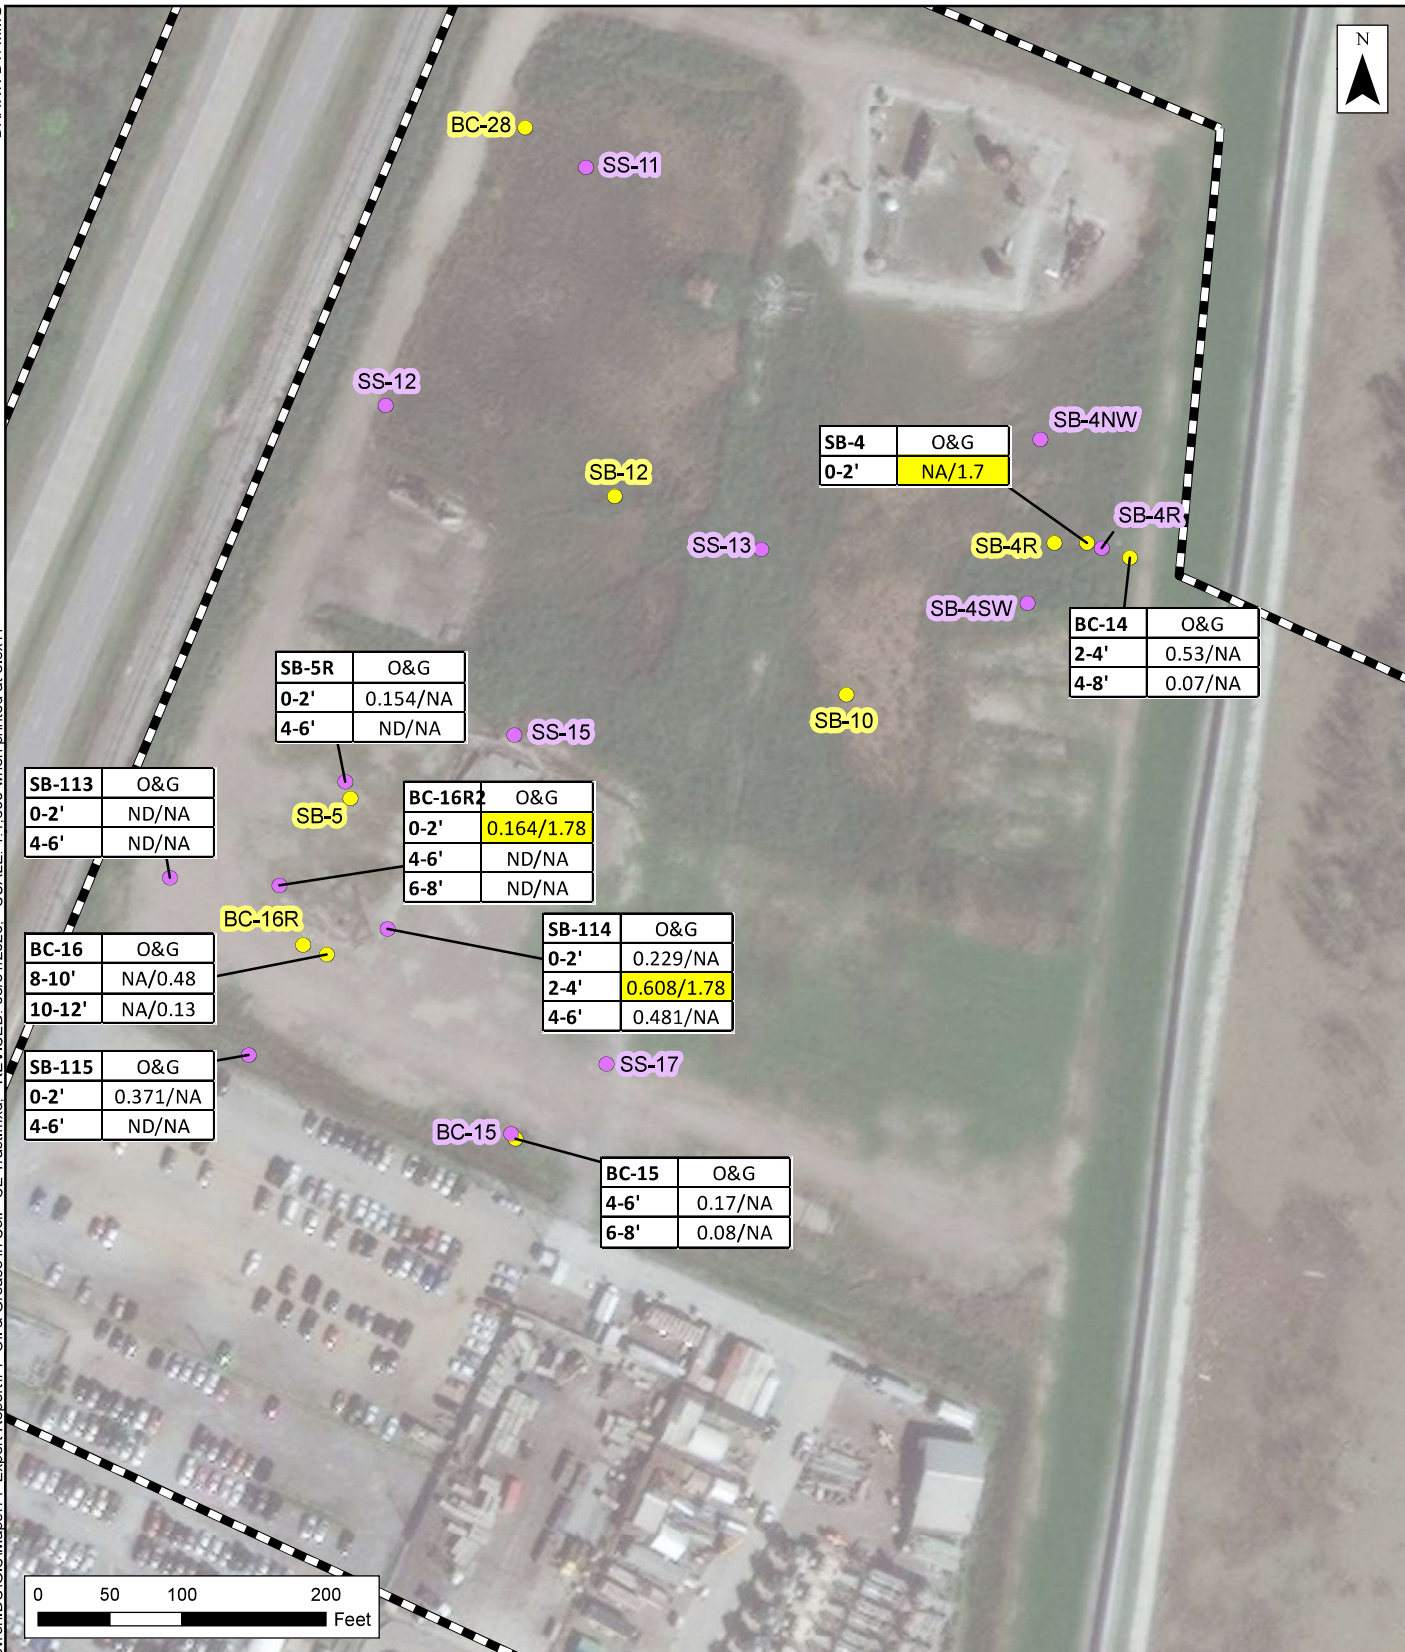 N
BC-28
SS-11
SS-12
SB-4NW
SB-4 O&G
0-2' NA/1.7
SB-12
SB-4R
SS-13
SB-4R
SB-4SW
BC-14 O&G
2-4' 0.53/NA
4-8' 0.07/NA
SB-5R O&G
0-2' 0.154/NA
4-6' ND/NA
SB-10
SS-15
SB-113 O&G
0-2' ND/NA
4-6' ND/NA
SB-5
BC-16R2 O&G
0-2' 0.164/1.78
4-6' ND/NA
6-8' ND/NA
BC-16R
BC-16 O&G
8-10' NA/0.48
10-12' NA/0.13
SB-114 O&G
0-2' 0.229/NA
2-4' 0.608/1.78
4-6' 0.481/NA
SB-115 O&G
0-2' 0.371/NA
4-6' ND/NA
SS-17
BC-15
BC-15 O&G
4-6' 0.17/NA
6-8' 0.08/NA
0 50 100 200
Feet